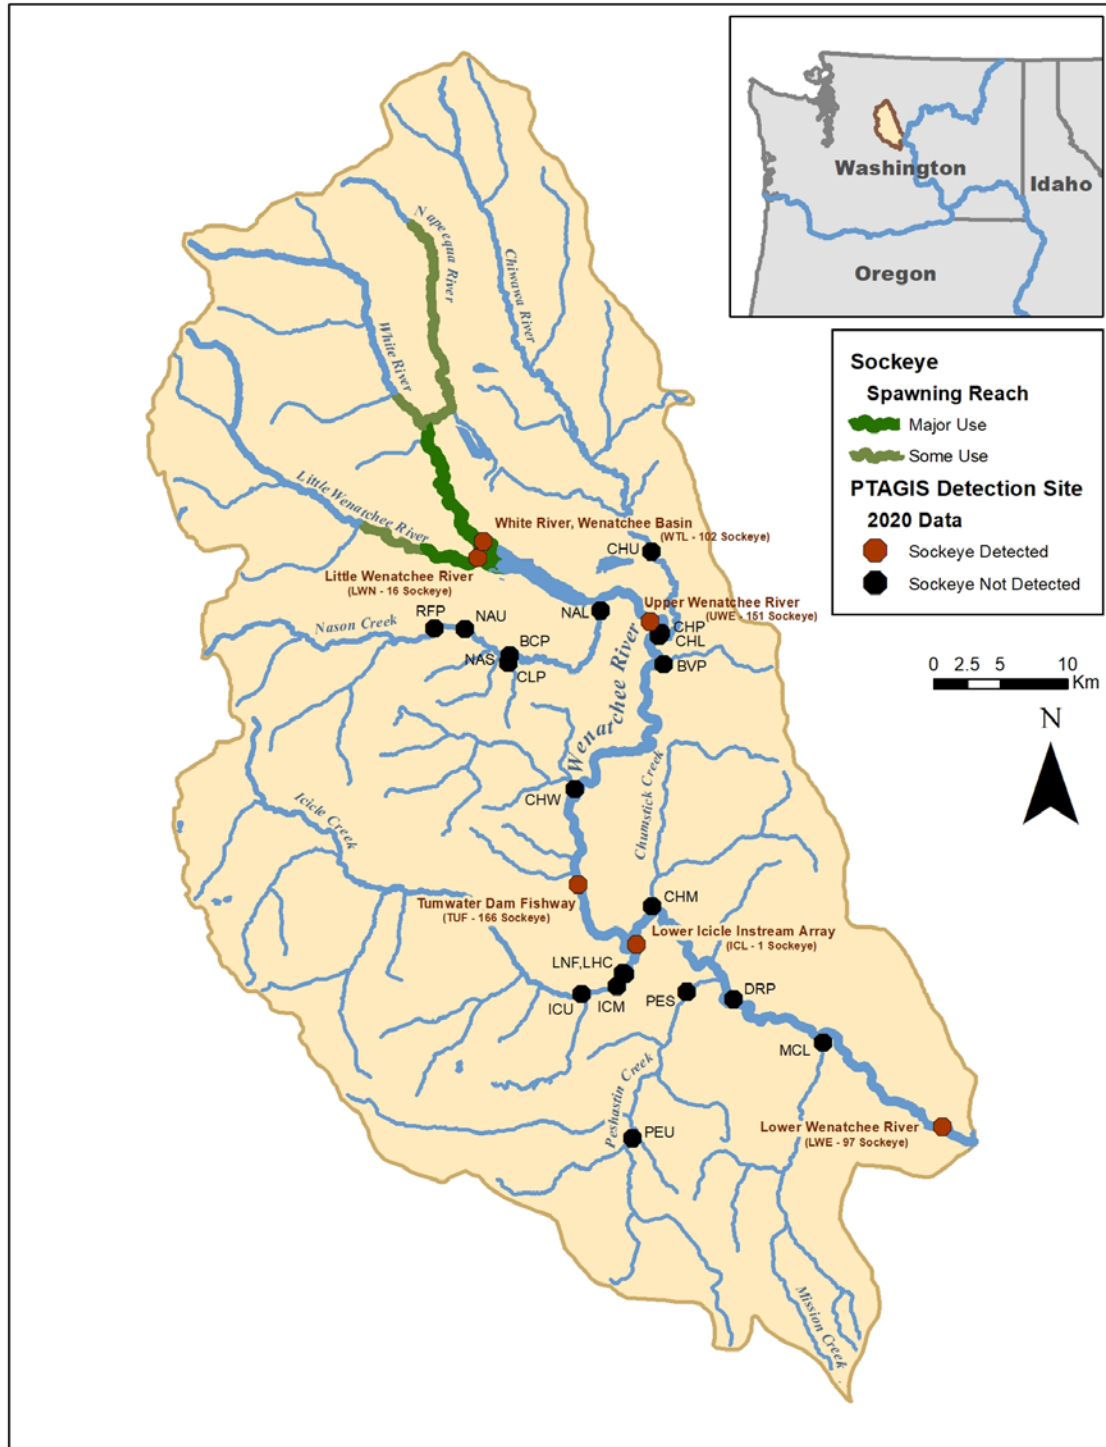 Washington
Idaho
Oregon
Sockeye
Spawning Reach
Major Use
Some Use
PTAGIS Detection Site
2020 Data
Sockeye Detected
Sockeye Not Detected
0 2.5 5 10
Km
N
Napeequa River
Chiwawa River
White River
Little Wenatchee River
White River, Wenatchee Basin
(WTL - 102 Sockeye)
CHU
Little Wenatchee River
(LWN - 16 Sockeye)
Upper Wenatchee River
(UWE - 151 Sockeye)
NAL
CHP
CHL
BVP
RFP
NAU
Nason Creek
BCP
NAS
CLP
Wenatchee River
CHW
Chumstick Creek
Icicle Creek
Tumwater Dam Fishway
(TUF - 166 Sockeye)
CHM
Lower Icicle Instream Array
(ICL - 1 Sockeye)
LNF,LHC
ICU
ICM
PES
DRP
MCL
Peshastin Creek
PEU
Lower Wenatchee River
(LWE - 97 Sockeye)
Mission Creek